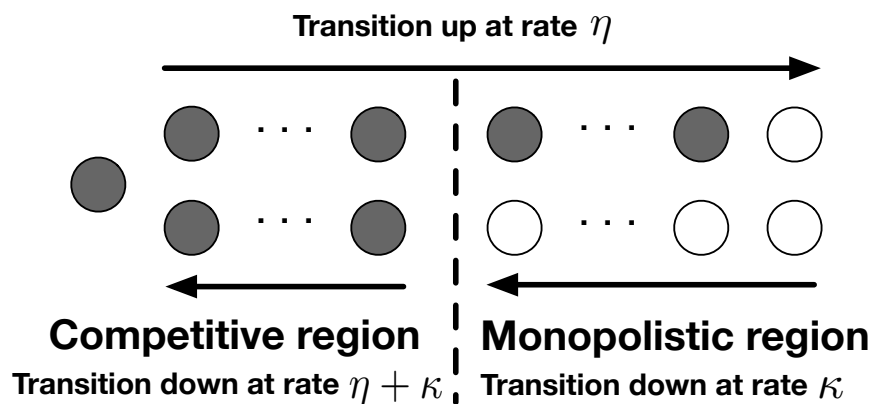 Transition up at rate η
· · · · · ·
· · · · · ·
Competitive region Monopolistic region
Transition down at rate η + κ Transition down at rate κ